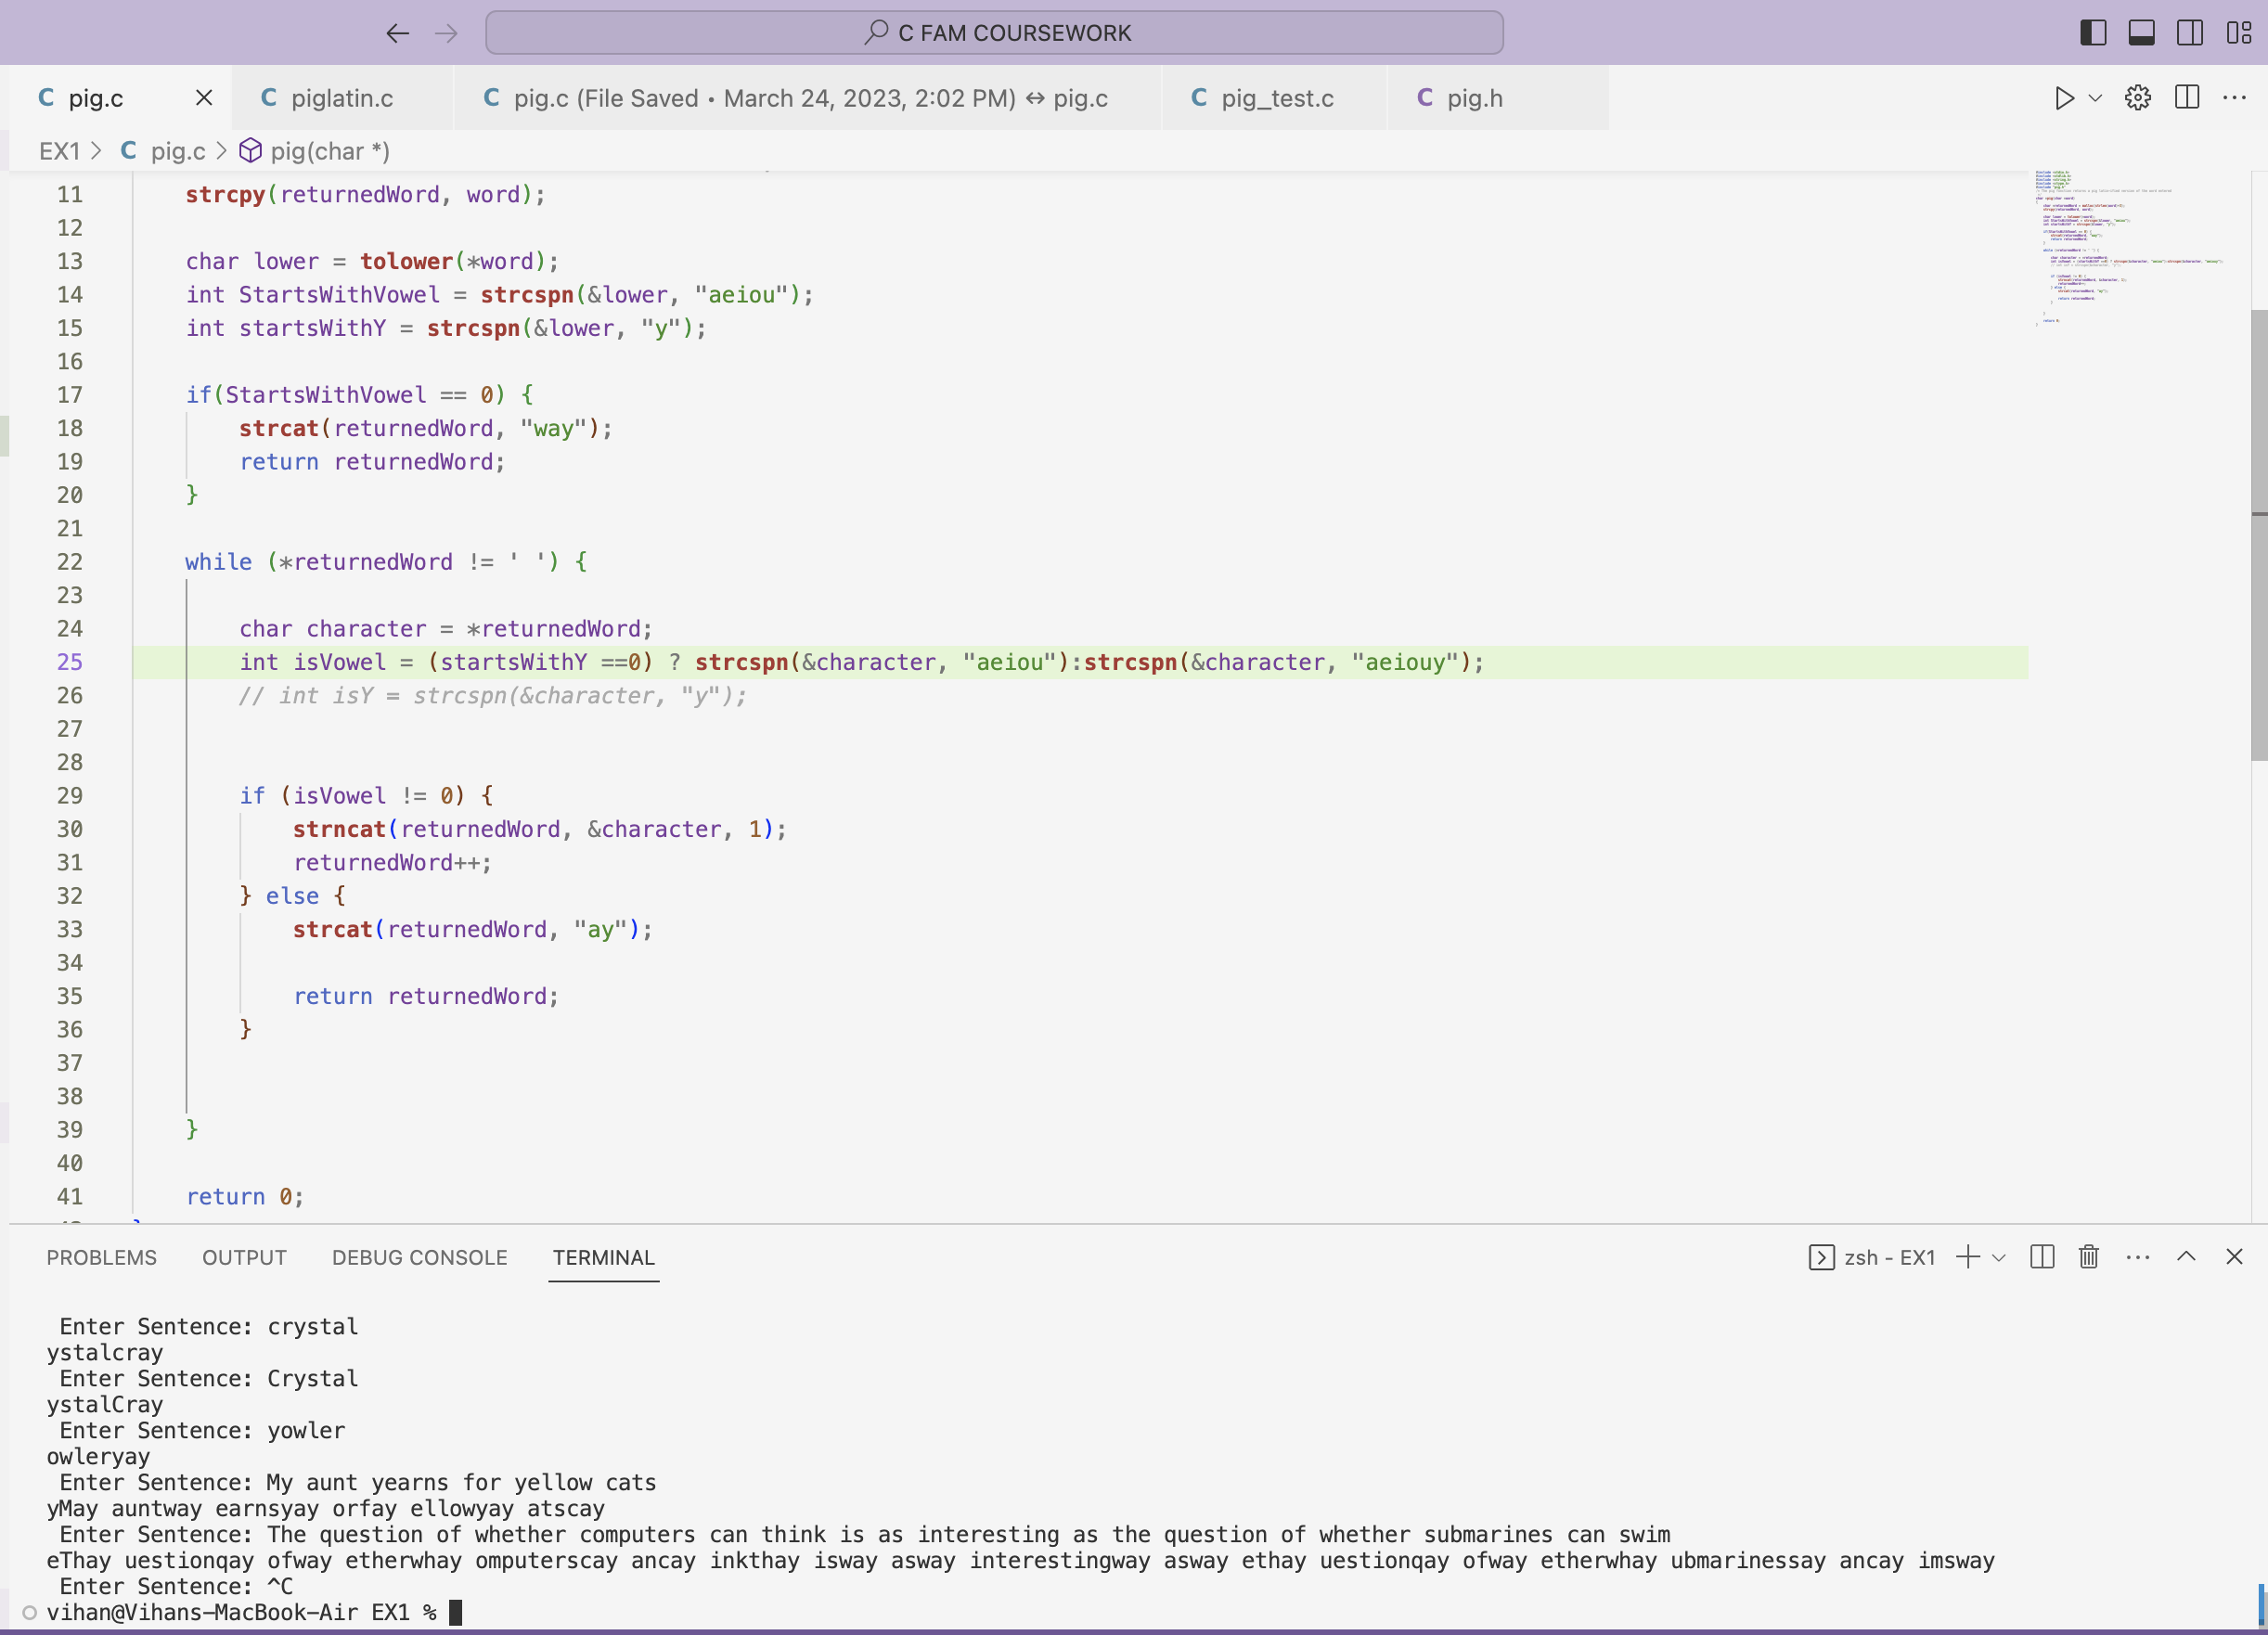 C FAM COURSEWORK
C pig.c
C piglatin.c
C pig.c (File Saved • March 24, 2023, 2:02 PM) ↔ pig.c
C pig_test.c
C pig.h
EX1 > C pig.c > pig(char *)
11 strcpy(returnedWord, word);
12
13 char lower = tolower(*word);
14 int StartsWithVowel = strcspn(&lower, "aeiou");
15 int startsWithY = strcspn(&lower, "y");
16
17 if(StartsWithVowel == 0) {
18 strcat(returnedWord, "way");
19 return returnedWord;
20 }
21
22 while (*returnedWord != ' ') {
23
24 char character = *returnedWord;
25 int isVowel = (startsWithY ==0) ? strcspn(&character, "aeiou"):strcspn(&character, "aeiouy");
26 // int isY = strcspn(&character, "y");
27
28
29 if (isVowel != 0) {
30 strncat(returnedWord, &character, 1);
31 returnedWord++;
32 } else {
33 strcat(returnedWord, "ay");
34
35 return returnedWord;
36 }
37
38
39 }
40
41 return 0;
PROBLEMS OUTPUT DEBUG CONSOLE TERMINAL
zsh - EX1
Enter Sentence: crystal
ystalcray
Enter Sentence: Crystal
ystalCray
Enter Sentence: yowler
owleryay
Enter Sentence: My aunt yearns for yellow cats
yMay auntway earnsyay orfay ellowyay atscay
Enter Sentence: The question of whether computers can think is as interesting as the question of whether submarines can swim
eThay uestionqay ofway etherwhay omputerscay ancay inkthay isway asway interestingway asway ethay uestionqay ofway etherwhay ubmarinessay ancay imsway
Enter Sentence: ^C
vihan@Vihans-MacBook-Air EX1 %